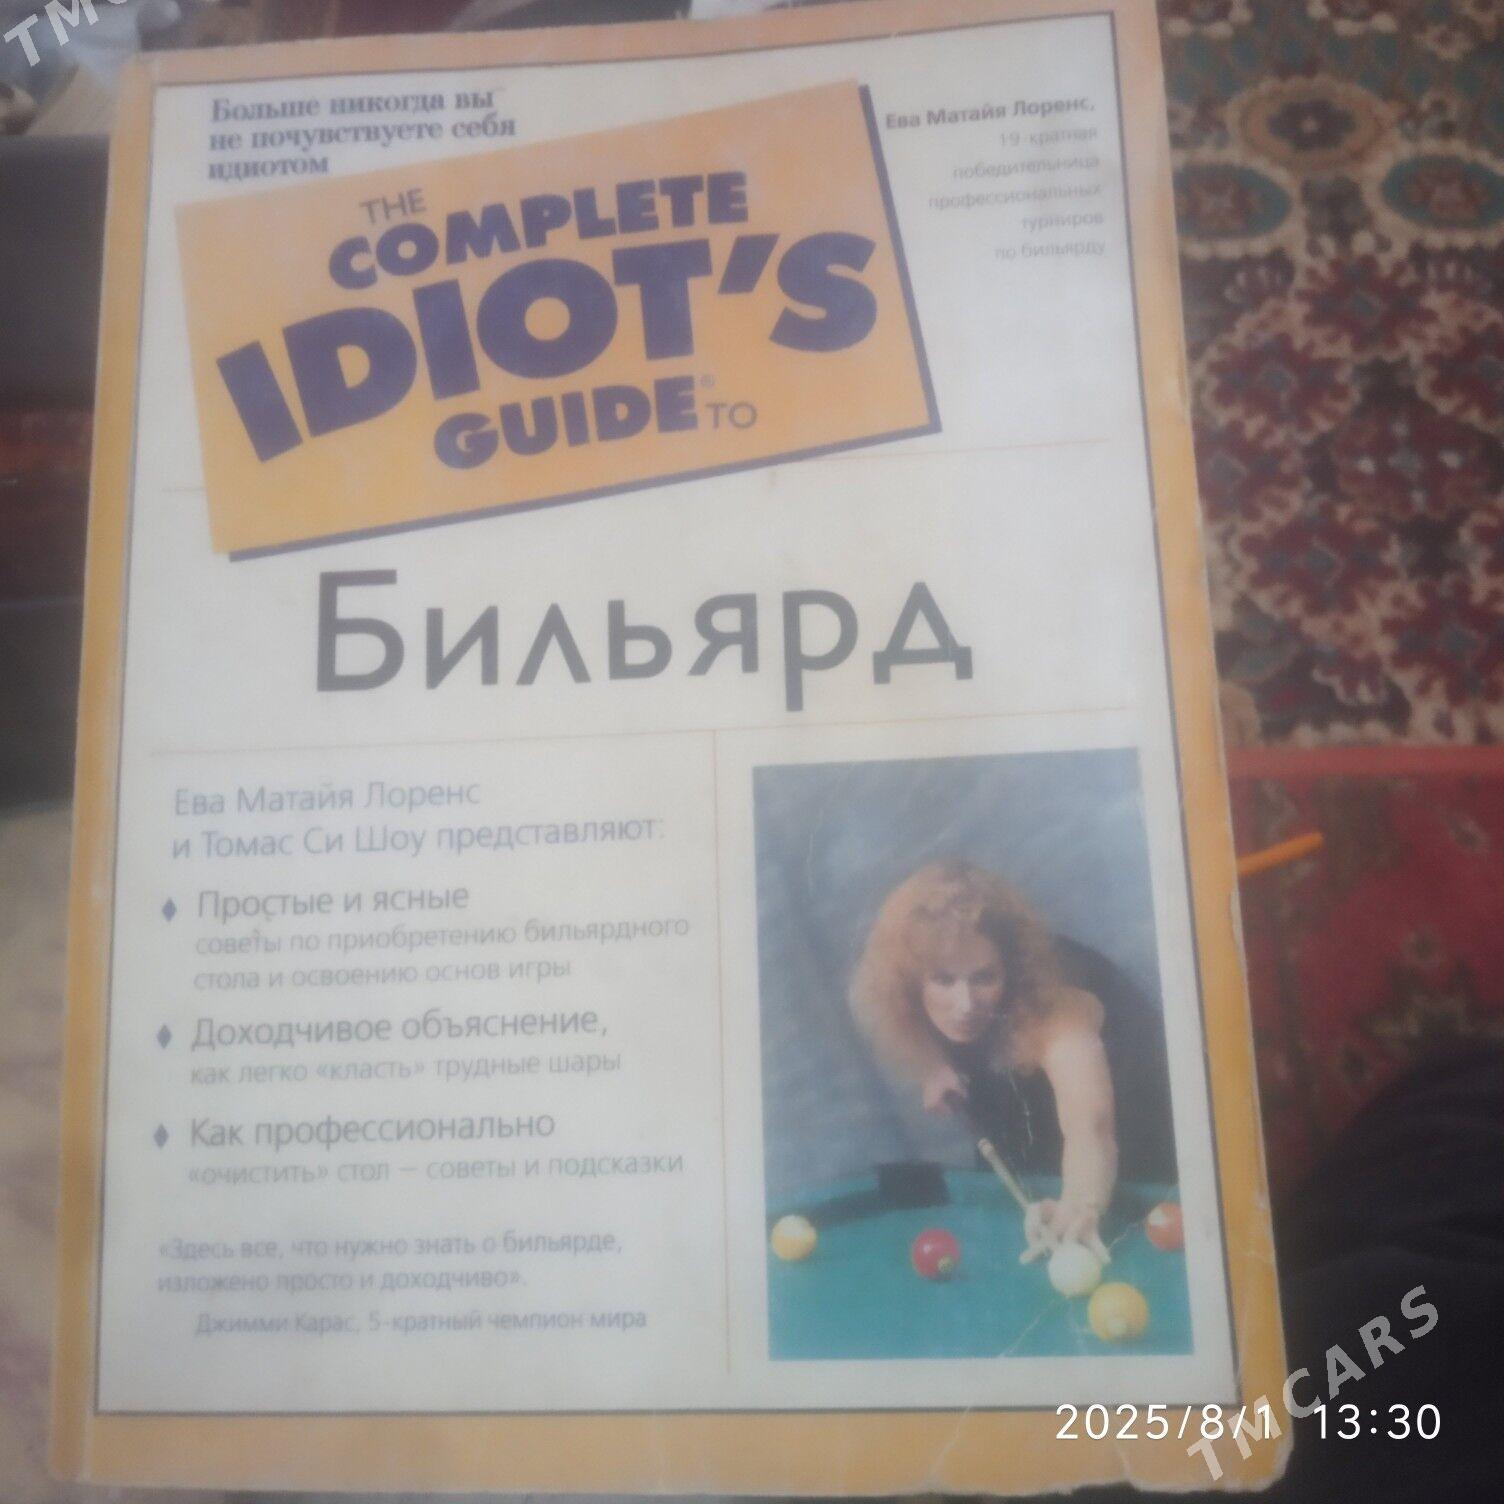 Больше никогда вы
не почувствуете себя
идиотом
Ева Матайя Лоренс,
19-кратная
победительница
профессиональных
турниров
по бильярду
THE
COMPLETE
IDIOT'S
GUIDE® TO
Бильярд
Ева Матайя Лоренс
и Томас Си Шоу представляют:
♦ Простые и ясные
советы по приобретению бильярдного
стола и освоению основ игры
♦ Доходчивое объяснение,
как легко «класть» трудные шары
♦ Как профессионально
«очистить» стол – советы и подсказки
«Здесь все, что нужно знать о бильярде,
изложено просто и доходчиво».
Джимми Карас, 5-кратный чемпион мира
2025/8/1 13:30
TMCARS